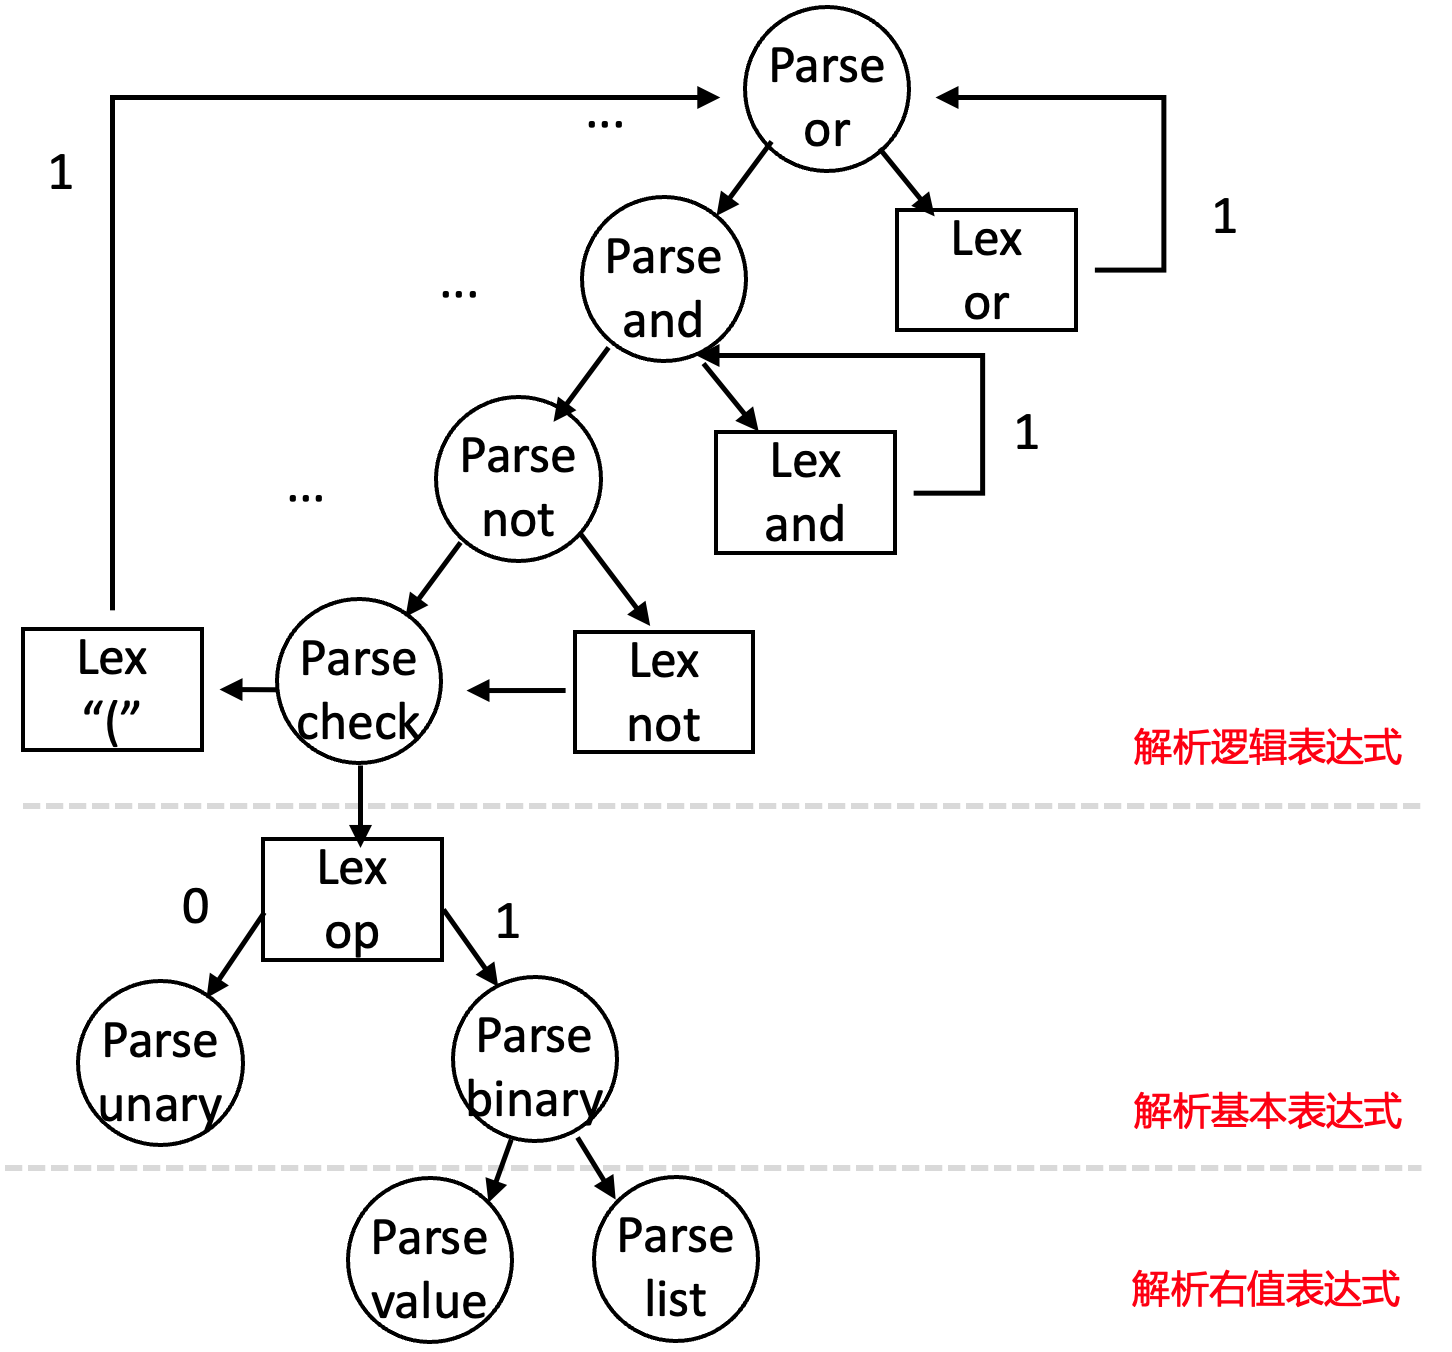 Parse
or
...
1
1
Lex
or
Parse
and
...
1
Parse
not
Lex
and
...
Lex
“(”
Parse
check
Lex
not
解析逻辑表达式
Lex
op
0
1
Parse
unary
Parse
binary
解析基本表达式
Parse
value
Parse
list
解析右值表达式